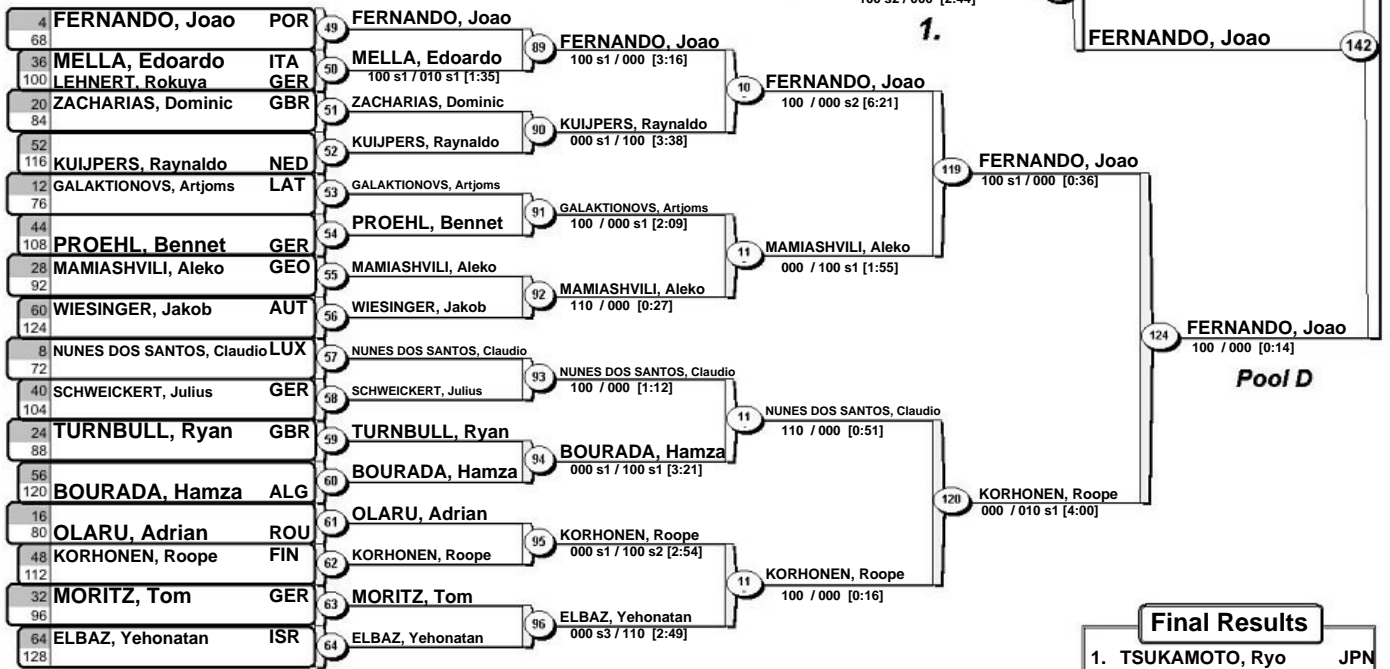 4 FERNANDO, Joao POR
68
36 MELLA, Edoardo ITA
100 LEHNERT, Rokuya GER
20 ZACHARIAS, Dominic GBR
84
52
116 KUIJPERS, Raynaldo NED
12 GALAKTIONOVS, Artjoms LAT
76
44
108 PROEHL, Bennet GER
28 MAMIASHVILI, Aleko GEO
92
60 WIESINGER, Jakob AUT
124
8 NUNES DOS SANTOS, Claudio LUX
72
40 SCHWEICKERT, Julius GER
104
24 TURNBULL, Ryan GBR
88
56
120 BOURADA, Hamza ALG
16
80 OLARU, Adrian ROU
48 KORHONEN, Roope FIN
112
32 MORITZ, Tom GER
96
64 ELBAZ, Yehonatan ISR
128
49 FERNANDO, Joao
50 MELLA, Edoardo
100 s1 / 010 s1 [1:35]
51 ZACHARIAS, Dominic
52 KUIJPERS, Raynaldo
53 GALAKTIONOVS, Artjoms
54 PROEHL, Bennet
55 MAMIASHVILI, Aleko
56 WIESINGER, Jakob
57 NUNES DOS SANTOS, Claudio
58 SCHWEICKERT, Julius
59 TURNBULL, Ryan
60 BOURADA, Hamza
61 OLARU, Adrian
62 KORHONEN, Roope
63 MORITZ, Tom
64 ELBAZ, Yehonatan
89 FERNANDO, Joao
100 s1 / 000 [3:16]
90 KUIJPERS, Raynaldo
000 s1 / 100 [3:38]
91 GALAKTIONOVS, Artjoms
100 / 000 s1 [2:09]
92 MAMIASHVILI, Aleko
110 / 000 [0:27]
93 NUNES DOS SANTOS, Claudio
100 / 000 [1:12]
94 BOURADA, Hamza
000 s1 / 100 s1 [3:21]
95 KORHONEN, Roope
000 s1 / 100 s2 [2:54]
96 ELBAZ, Yehonatan
000 s3 / 110 [2:49]
10 FERNANDO, Joao
100 / 000 s2 [6:21]
11 MAMIASHVILI, Aleko
000 / 100 s1 [1:55]
11 NUNES DOS SANTOS, Claudio
110 / 000 [0:51]
11 KORHONEN, Roope
100 / 000 [0:16]
119 FERNANDO, Joao
100 s1 / 000 [0:36]
120 KORHONEN, Roope
000 / 010 s1 [4:00]
124 FERNANDO, Joao
100 / 000 [0:14]
Pool D
1.
FERNANDO, Joao
142
Final Results
1. TSUKAMOTO, Ryo JPN